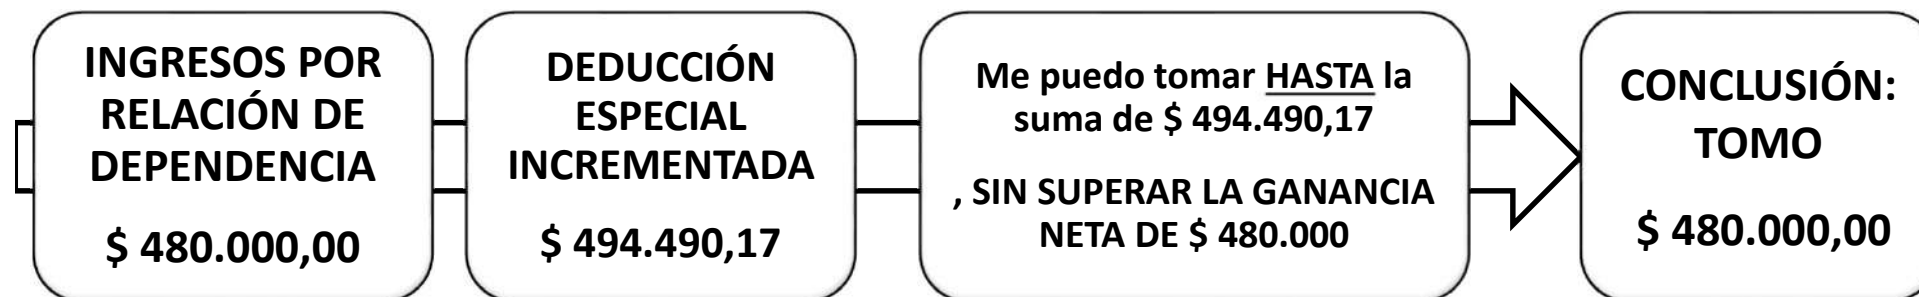 INGRESOS POR
RELACIÓN DE
DEPENDENCIA
$ 480.000,00
DEDUCCIÓN
ESPECIAL
INCREMENTADA
$ 494.490,17
Me puedo tomar HASTA la
suma de $ 494.490,17
, SIN SUPERAR LA GANANCIA
NETA DE $ 480.000
CONCLUSIÓN:
TOMO
$ 480.000,00